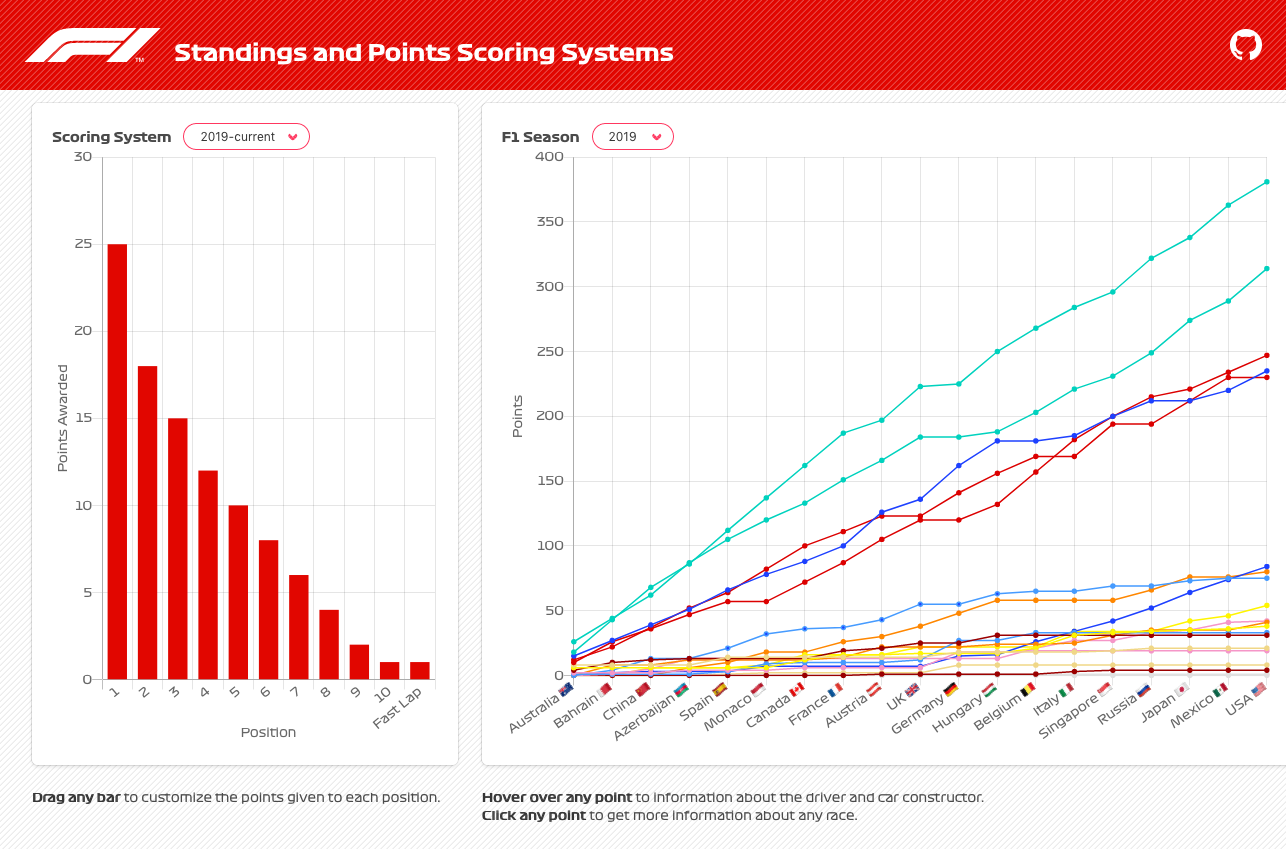 F1 TM Standings and Points Scoring Systems
Scoring System 2019-current
30
25
20
15
10
5
0
Points Awarded
1 2 3 4 5 6 7 8 9 10 Fast Lap
Position
F1 Season 2019
400
350
300
250
200
150
100
50
0
Points
Australia Bahrain China Azerbaijan Spain Monaco Canada France Austria UK Germany Hungary Belgium Italy Singapore Russia Japan Mexico USA
Drag any bar to customize the points given to each position.
Hover over any point to information about the driver and car constructor.
Click any point to get more information about any race.